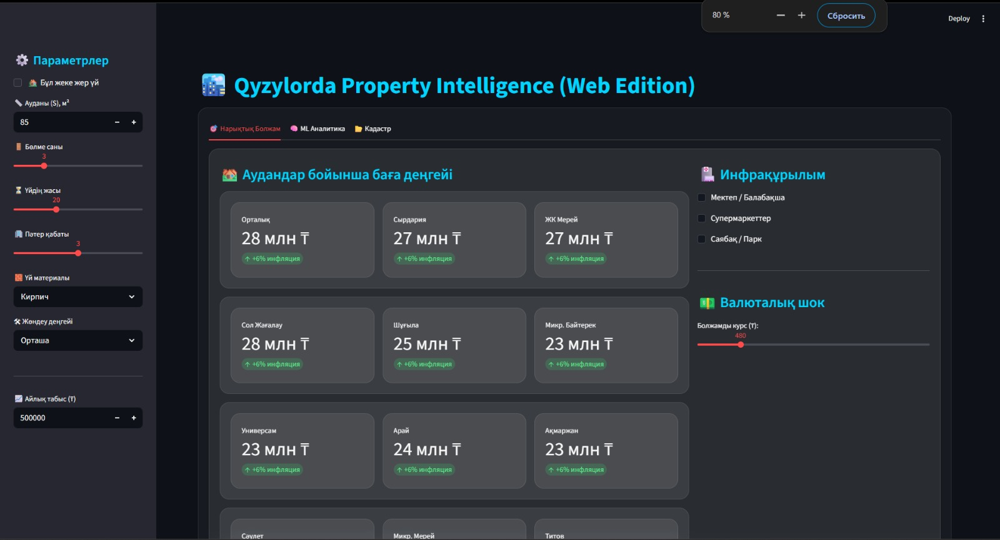 80 %
Сбросить
Deploy
Параметрлер
Бұл жеке жер үй
Ауданы (S), м²
85
Бөлме саны
3
Үйдің жасы
20
Пәтер қабаты
3
Үй материалы
Кирпич
Жөндеу деңгейі
Орташа
Айлық табыс (₸)
500000
Qyzylorda Property Intelligence (Web Edition)
Нарықтық Болжам ML Аналитика Кадастр
Аудандар бойынша баға деңгейі
Орталық
28 млн ₸
↑ +6% инфляция
Сырдария
27 млн ₸
↑ +6% инфляция
ЖК Мерей
27 млн ₸
↑ +6% инфляция
Сол Жағалау
28 млн ₸
↑ +6% инфляция
Шұғыла
25 млн ₸
↑ +6% инфляция
Микр. Байтерек
23 млн ₸
↑ +6% инфляция
Универсам
23 млн ₸
↑ +6% инфляция
Арай
24 млн ₸
↑ +6% инфляция
Ақмаржан
23 млн ₸
↑ +6% инфляция
Сәулет
Микр. Мерей
Титов
Инфрақұрылым
Мектеп / Балабақша
Супермаркеттер
Саябақ / Парк
Валюталық шок
Болжамды курс (₸):
480